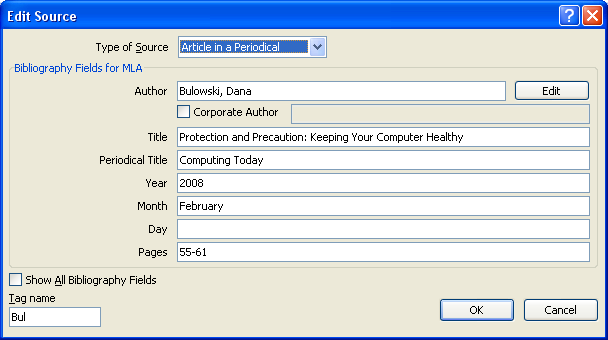 Edit Source
Type of Source Article in a Periodical
Bibliography Fields for MLA
Author Bulowski, Dana Edit
Corporate Author
Title Protection and Precaution: Keeping Your Computer Healthy
Periodical Title Computing Today
Year 2008
Month February
Day
Pages 55-61
Show All Bibliography Fields
Tag name
Bul OK Cancel